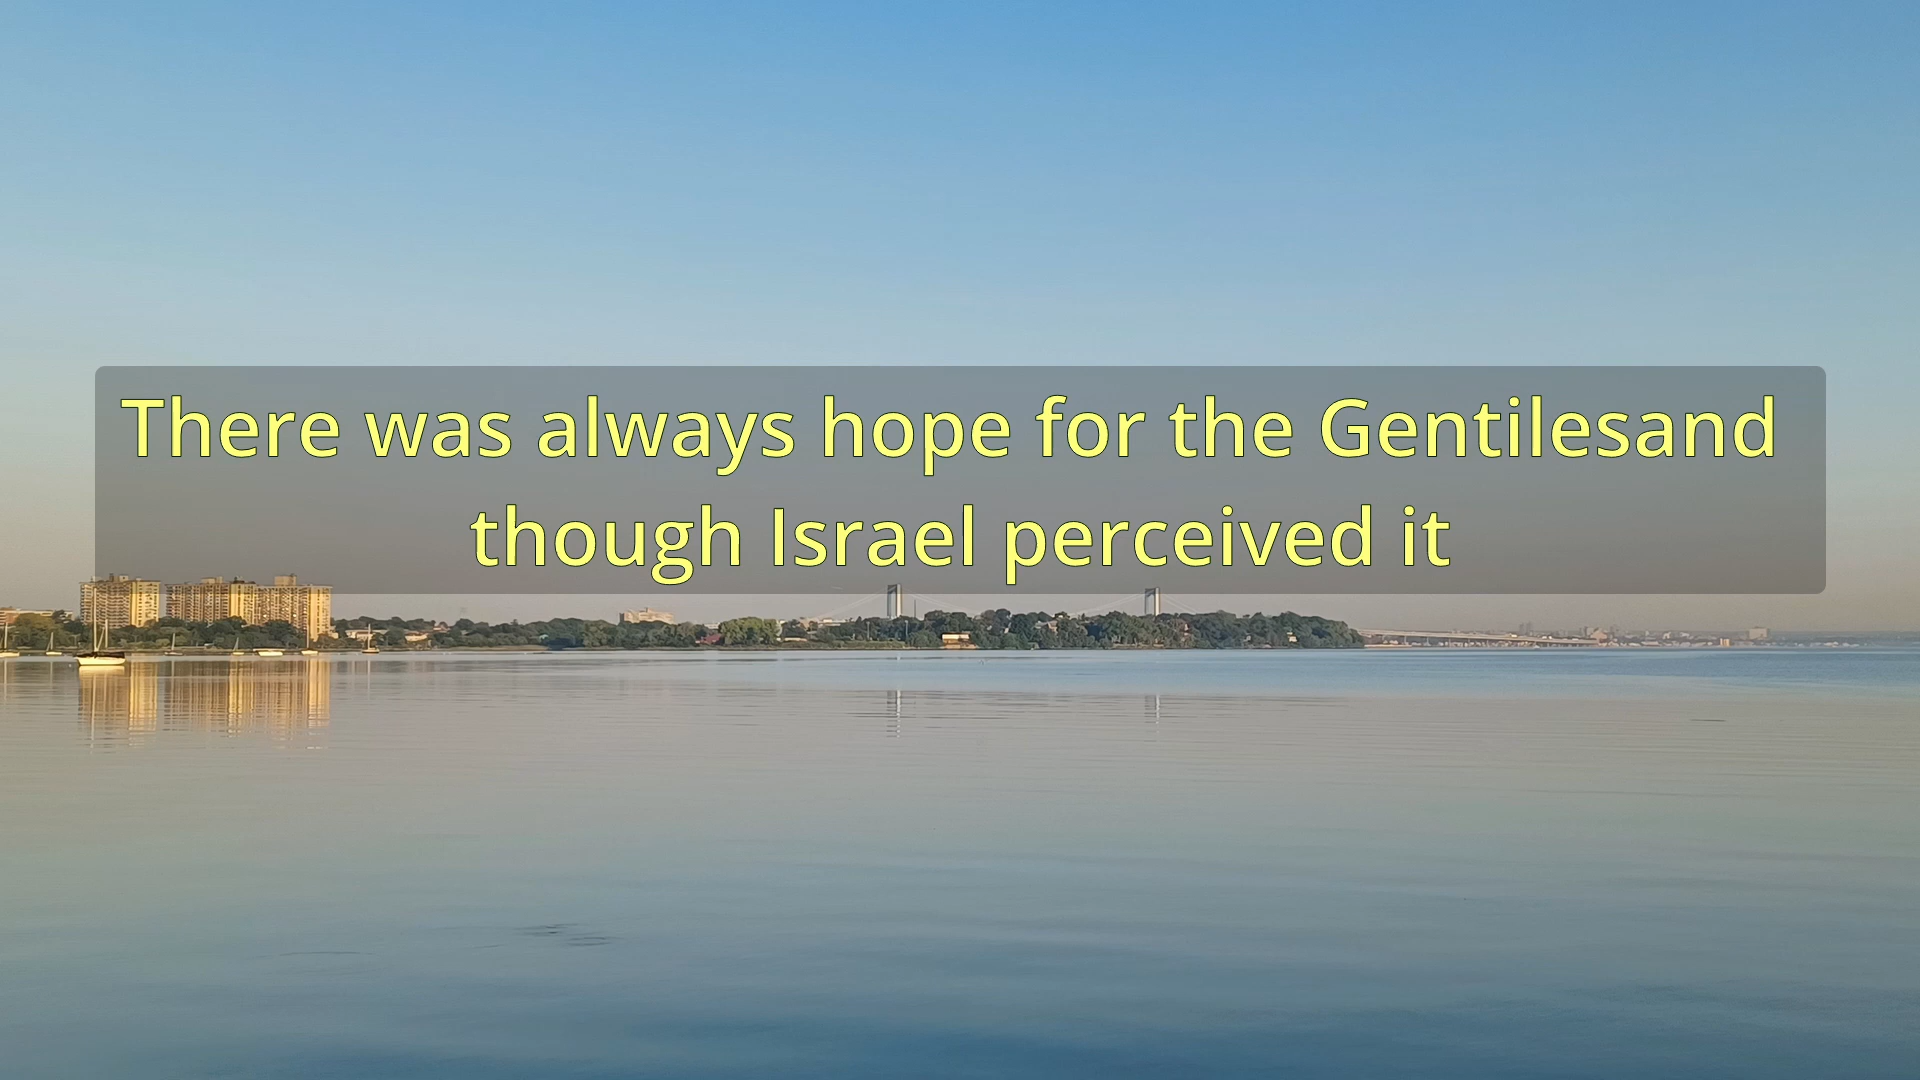 There was always hope for the Gentilesand
though Israel perceived it